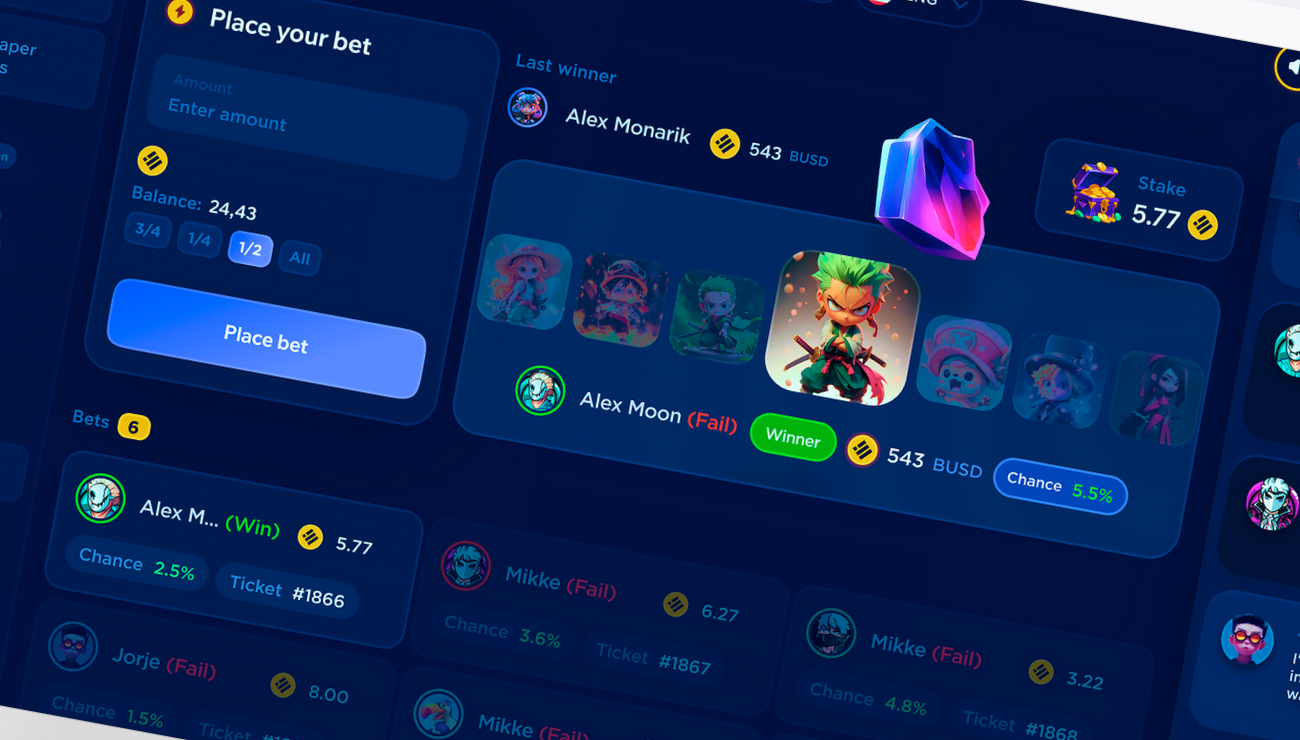 aper
s
n
Place your bet
Amount
Enter amount
Balance: 24,43
3/4 1/4 1/2 All
Place bet
Bets 6
Last winner
Alex Monarik 543 BUSD
Stake
5.77
Alex Moon (Fail) Winner 543 BUSD Chance 5.5%
Alex M... (Win) 5.77
Chance 2.5% Ticket #1866
Mikke (Fail) 6.27
Chance 3.6% Ticket #1867
Mikke (Fail) 3.22
Chance 4.8% Ticket #1868
Jorje (Fail) 8.00
Chance 1.5% Ticket
Mikke (Fail)